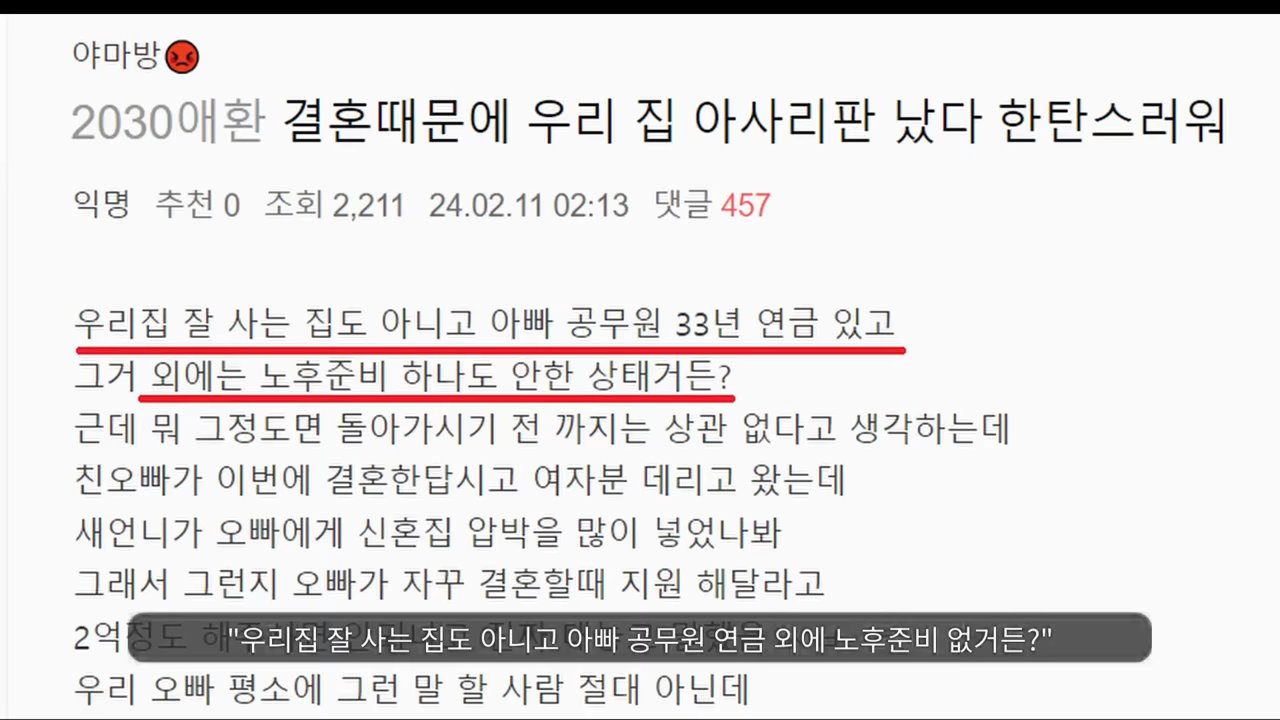 야마방😡
2030애환 결혼때문에 우리 집 아사리판 났다 한탄스러워
익명 추천 0 조회 2,211 24.02.11 02:13 댓글 457
우리집 잘 사는 집도 아니고 아빠 공무원 33년 연금 있고
그거 외에는 노후준비 하나도 안한 상태거든?
근데 뭐 그정도면 돌아가시기 전 까지는 상관 없다고 생각하는데
친오빠가 이번에 결혼한답시고 여자분 데리고 왔는데
새언니가 오빠에게 신혼집 압박을 많이 넣었나봐
그래서 그런지 오빠가 자꾸 결혼할때 지원 해달라고
2억정도
"우리집 잘 사는 집도 아니고 아빠 공무원 연금 외에 노후준비 없거든?"
우리 오빠 평소에 그런 말 할 사람 절대 아닌데